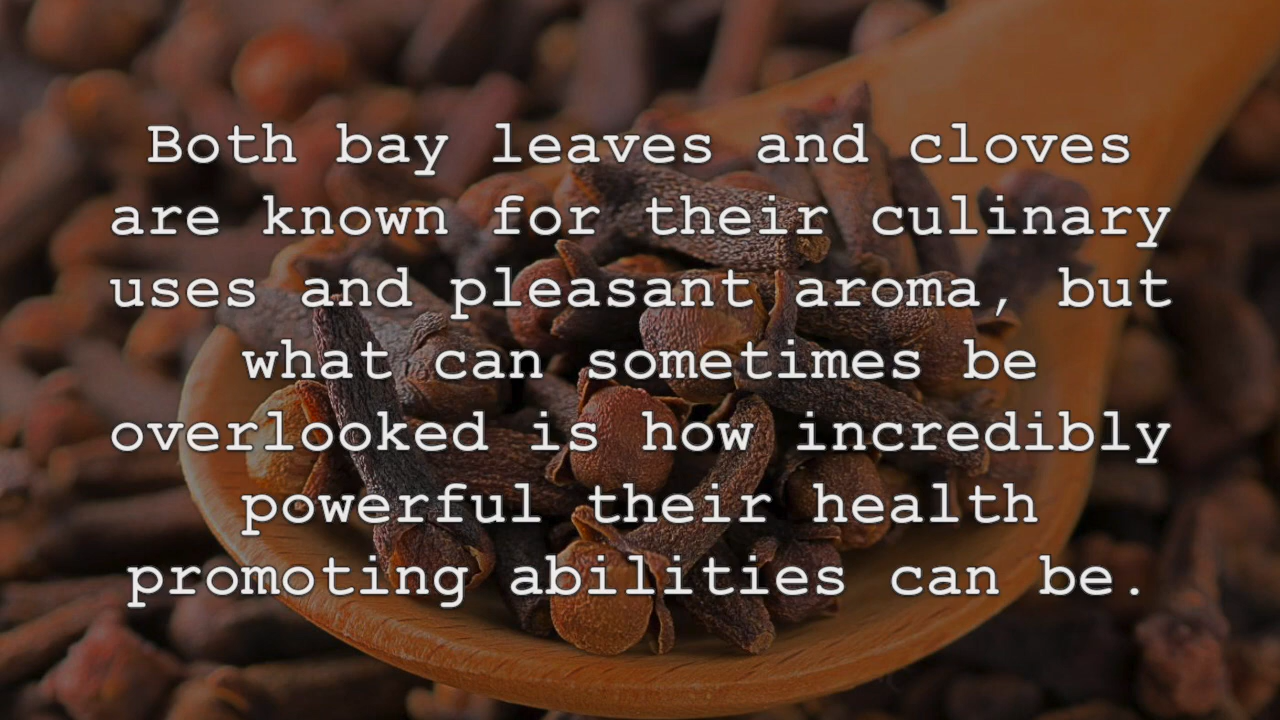 Both bay leaves and cloves
are known for their culinary
uses and pleasant aroma, but
what can sometimes be
overlooked is how incredibly
powerful their health
promoting abilities can be.